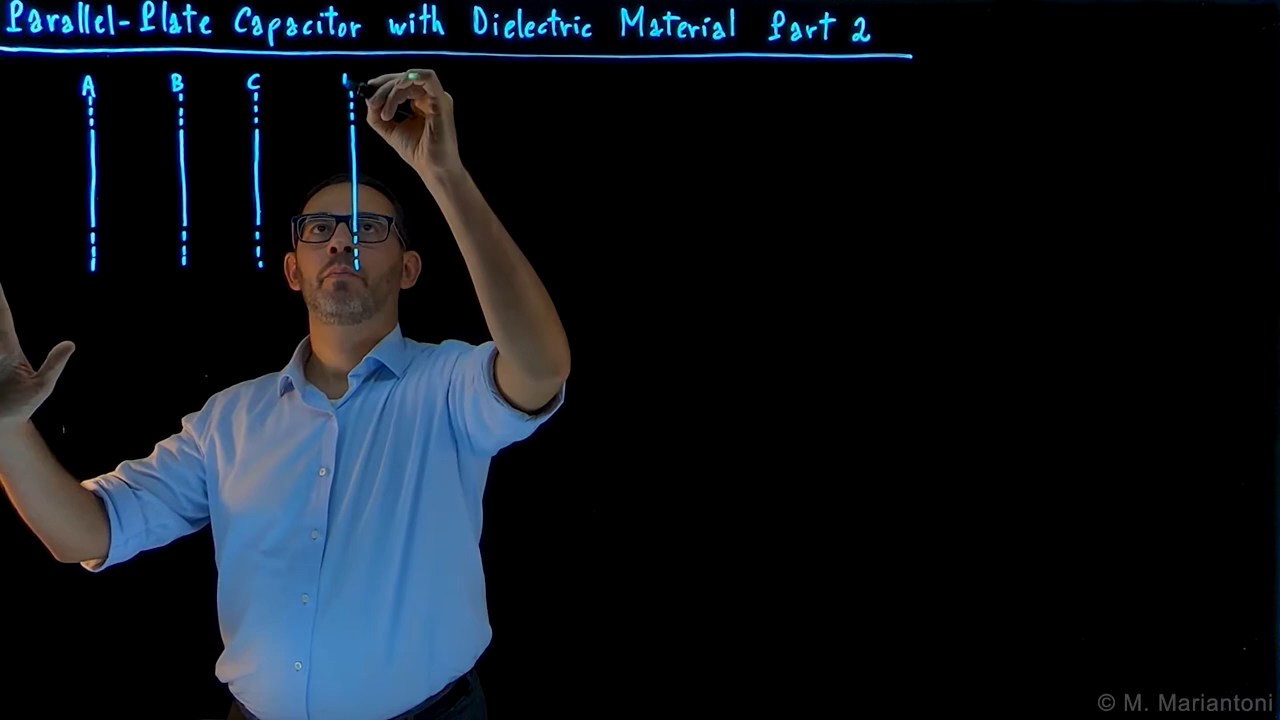 Parallel-Plate Capacitor with Dielectric Material Part 2
A B C
© M. Mariantoni